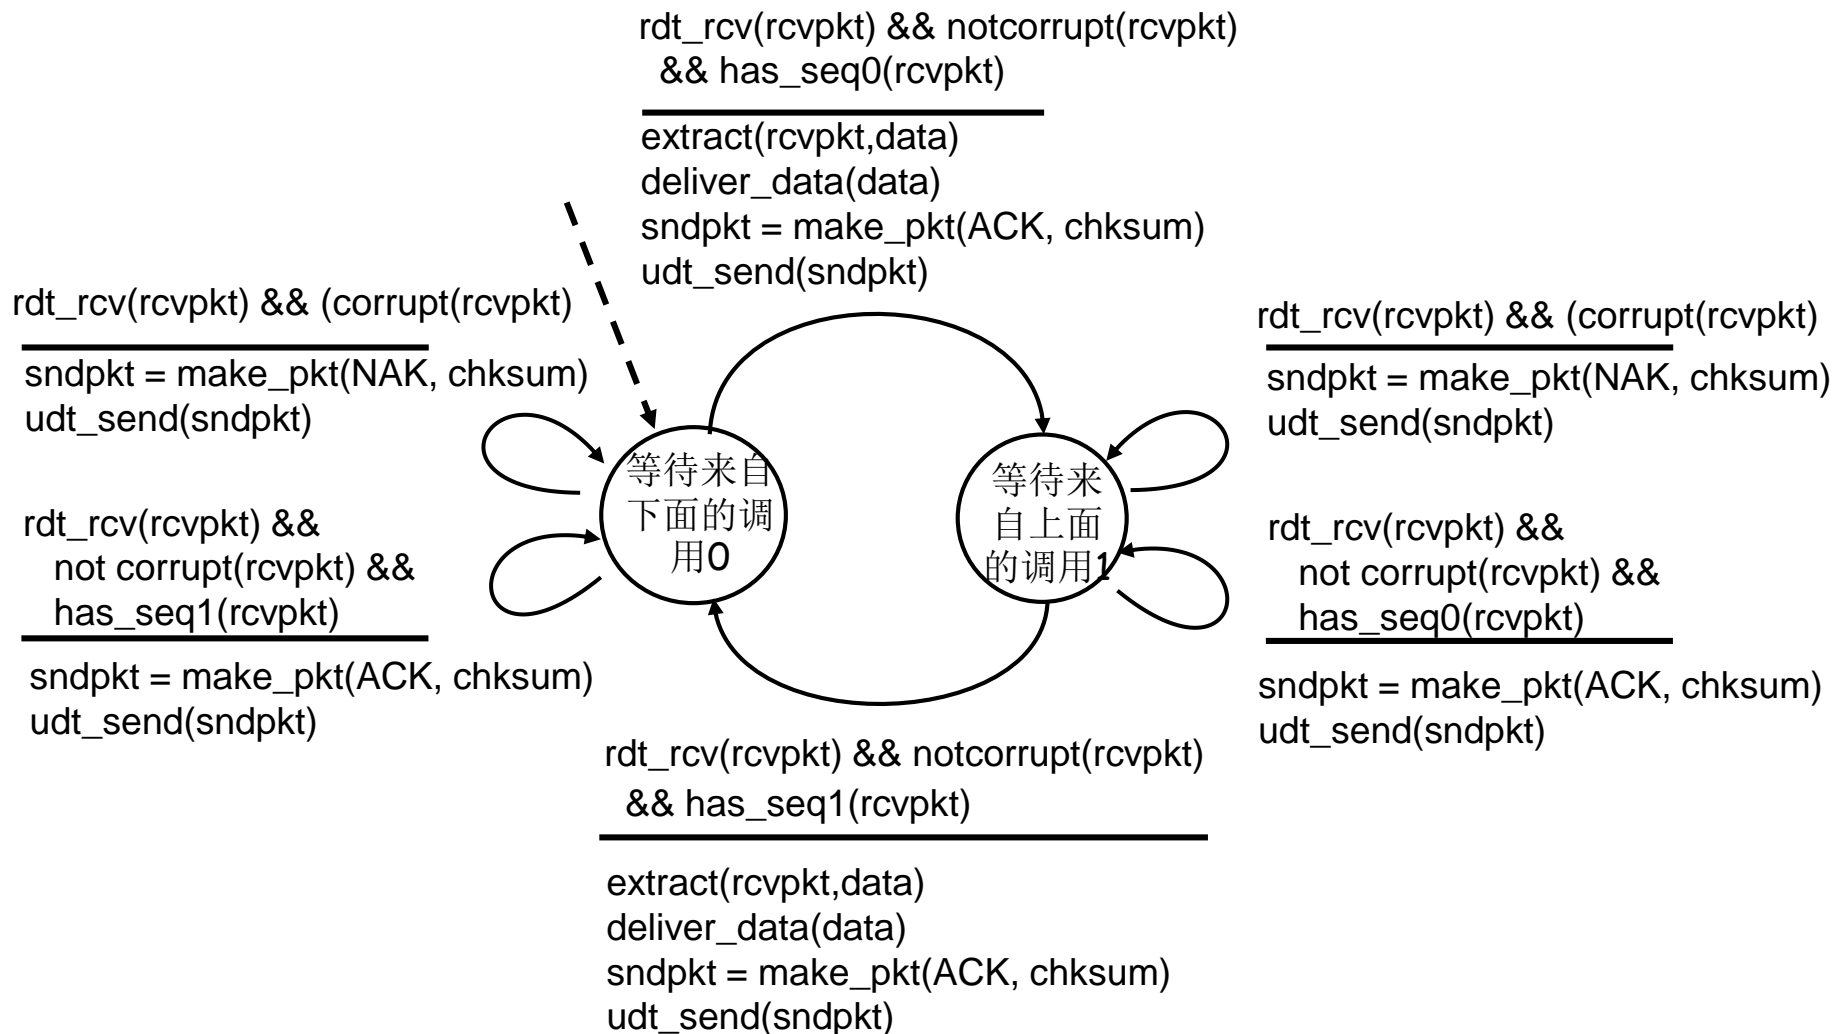 rdt_rcv(rcvpkt) && notcorrupt(rcvpkt)
&& has_seq0(rcvpkt)
extract(rcvpkt,data)
deliver_data(data)
sndpkt = make_pkt(ACK, chksum)
udt_send(sndpkt)
rdt_rcv(rcvpkt) && (corrupt(rcvpkt)
sndpkt = make_pkt(NAK, chksum)
udt_send(sndpkt)
rdt_rcv(rcvpkt) &&
not corrupt(rcvpkt) &&
has_seq1(rcvpkt)
sndpkt = make_pkt(ACK, chksum)
udt_send(sndpkt)
等待来自
下面的调
用0
等待来
自上面
的调用1
rdt_rcv(rcvpkt) && (corrupt(rcvpkt)
sndpkt = make_pkt(NAK, chksum)
udt_send(sndpkt)
rdt_rcv(rcvpkt) &&
not corrupt(rcvpkt) &&
has_seq0(rcvpkt)
sndpkt = make_pkt(ACK, chksum)
udt_send(sndpkt)
rdt_rcv(rcvpkt) && notcorrupt(rcvpkt)
&& has_seq1(rcvpkt)
extract(rcvpkt,data)
deliver_data(data)
sndpkt = make_pkt(ACK, chksum)
udt_send(sndpkt)